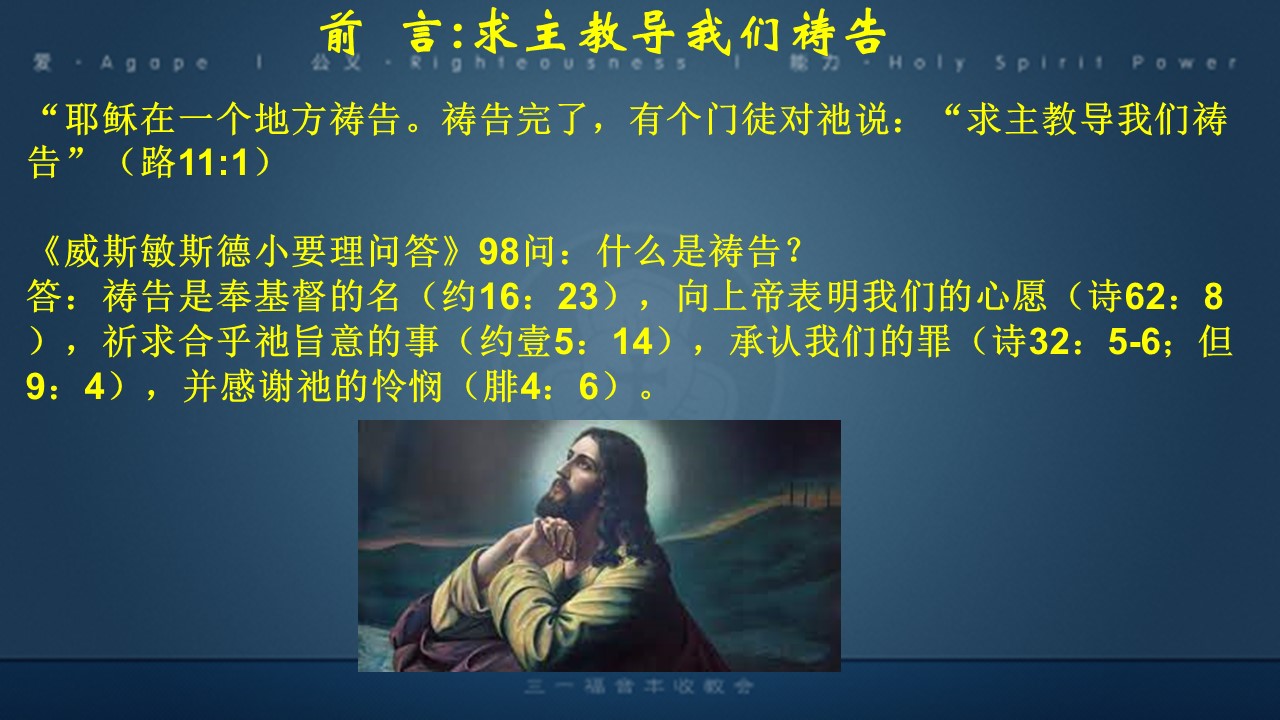 前 言:求主教导我们祷告
爱 · Agape | 公义 · Righteousness | 能力 · Holy Spirit Power
“耶稣在一个地方祷告。祷告完了，有个门徒对祂说：“求主教导我们祷
告”（路11:1）
《威斯敏斯德小要理问答》98问：什么是祷告？
答：祷告是奉基督的名（约16：23），向上帝表明我们的心愿（诗62：8
），祈求合乎祂旨意的事（约壹5：14），承认我们的罪（诗32：5-6；但
9：4），并感谢祂的怜悯（腓4：6）。
三一福音丰收教会